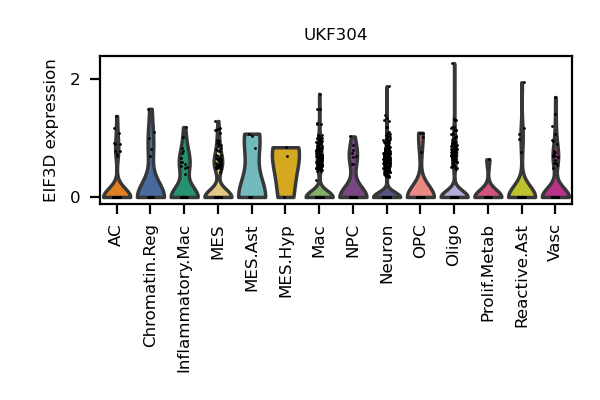 UKF304
EIF3D expression
2
0
AC
Chromatin.Reg
Inflammatory.Mac
MES
MES.Ast
MES.Hyp
Mac
NPC
Neuron
OPC
Oligo
Prolif.Metab
Reactive.Ast
Vasc